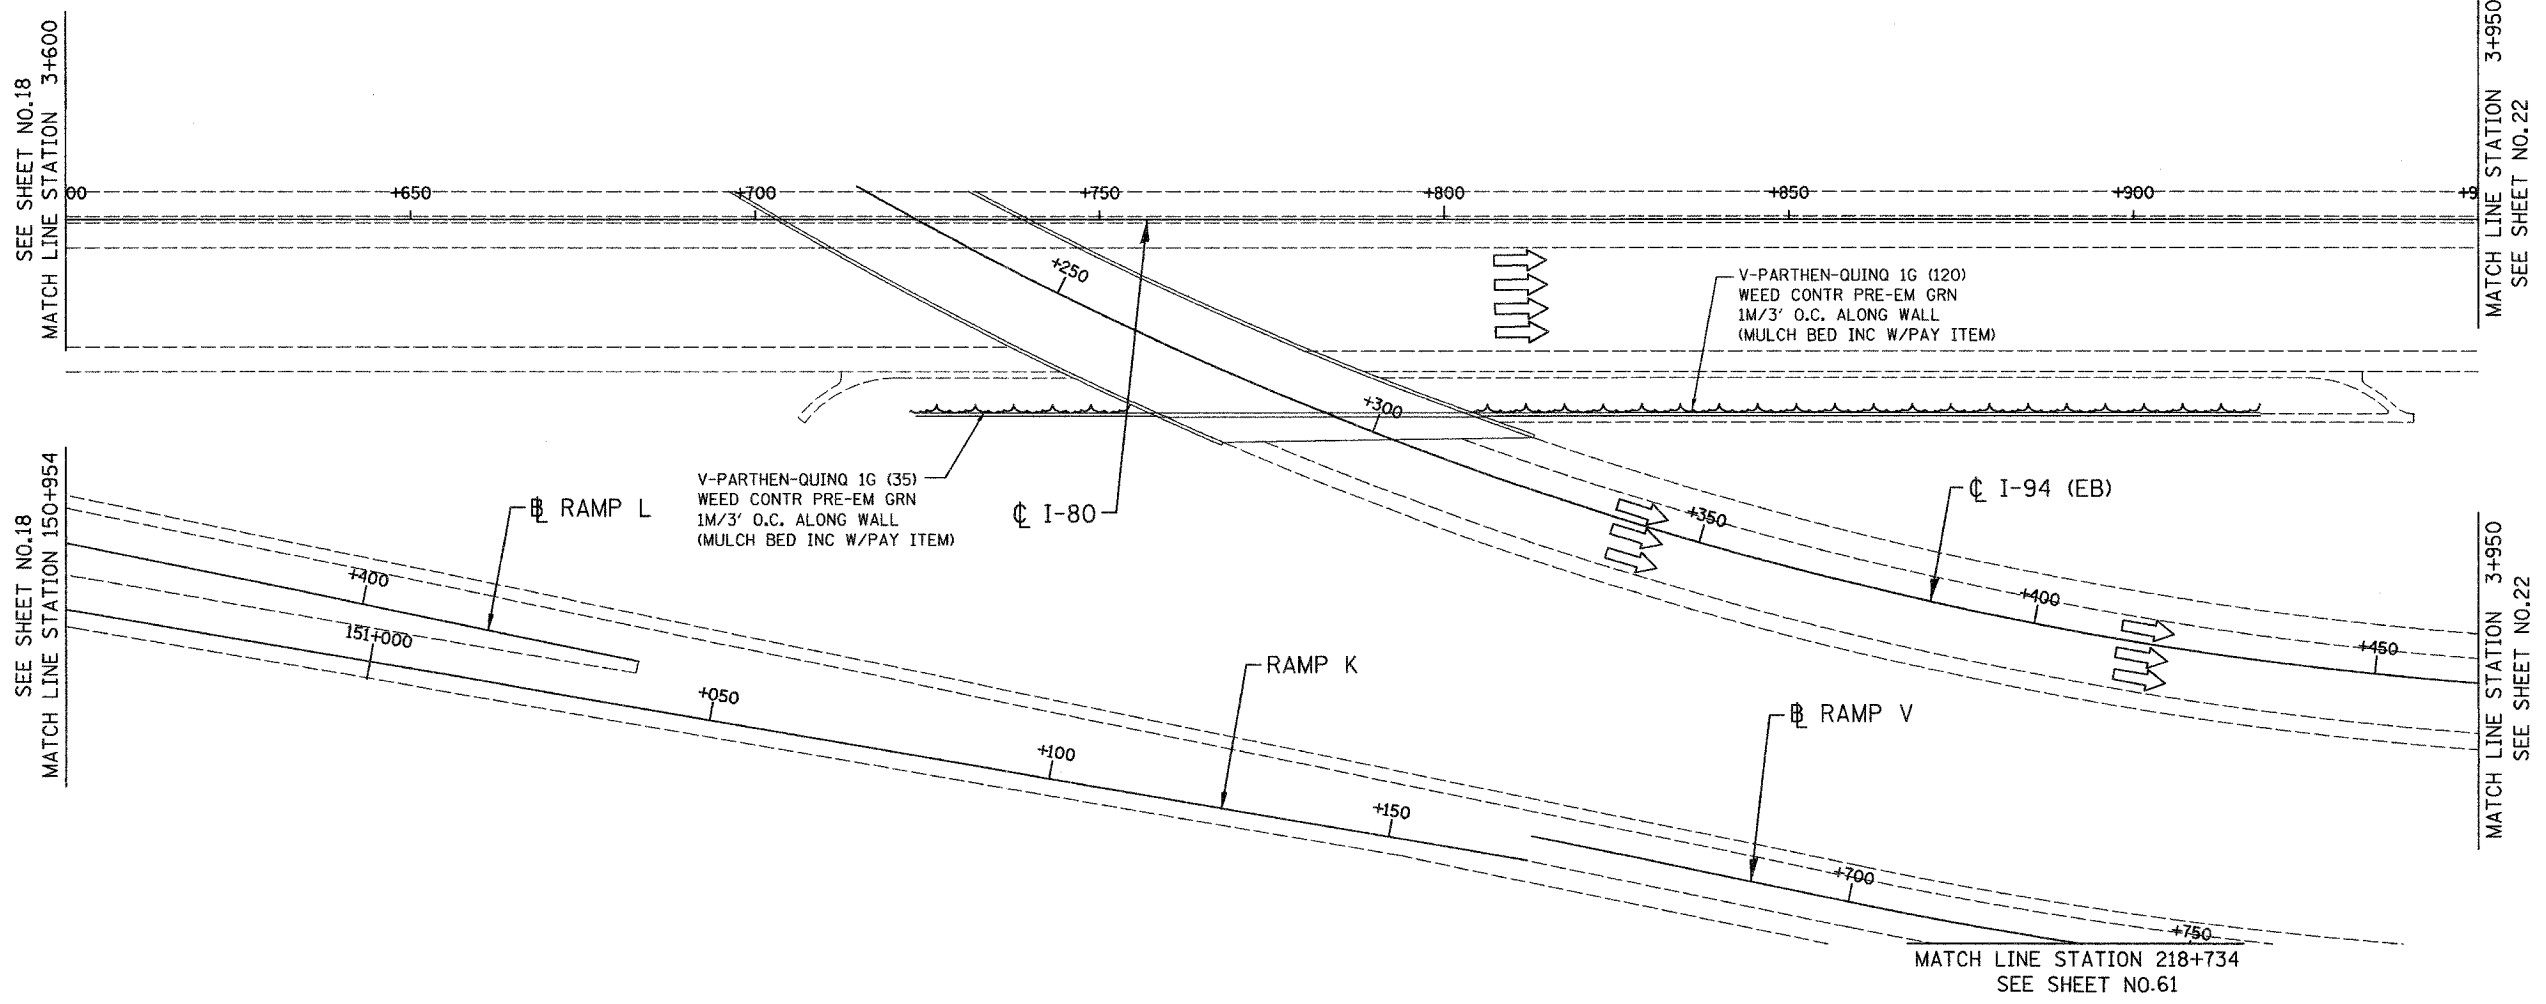 SEE SHEET NO.18
MATCH LINE STATION 3+600
MATCH LINE STATION 3+950
SEE SHEET NO.22
00
+650
+700
+750
+800
+850
+900
+9
+250
V-PARTHEN-QUINQ 1G (120)
WEED CONTR PRE-EM GRN
1M/3' O.C. ALONG WALL
(MULCH BED INC W/PAY ITEM)
+300
V-PARTHEN-QUINQ 1G (35)
WEED CONTR PRE-EM GRN
1M/3' O.C. ALONG WALL
(MULCH BED INC W/PAY ITEM)
℄ I-80
℄ I-94 (EB)
+350
+400
+450
SEE SHEET NO.18
MATCH LINE STATION 150+954
BL RAMP L
+400
151+000
+050
+100
RAMP K
+150
BL RAMP V
+700
+750
MATCH LINE STATION 3+950
SEE SHEET NO.22
MATCH LINE STATION 218+734
SEE SHEET NO.61